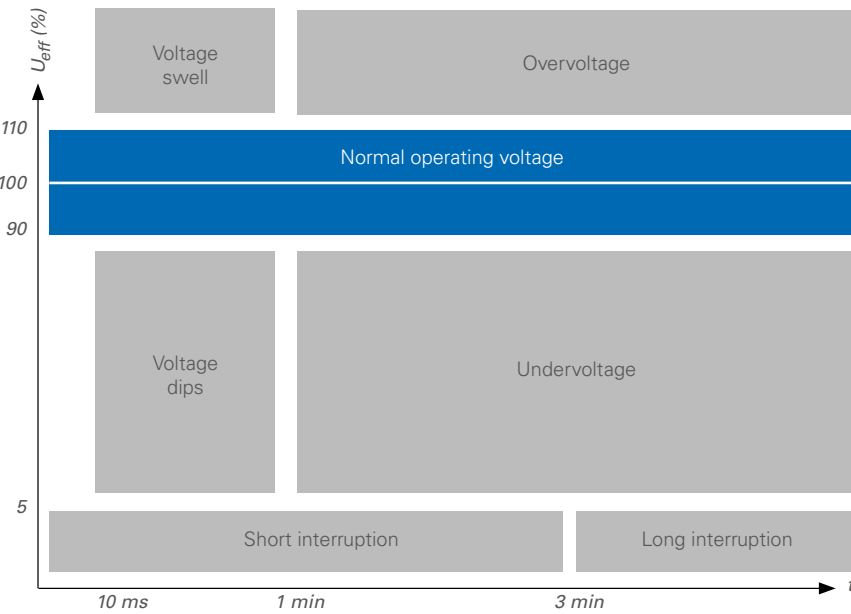 U_eff (%)
Voltage
swell
Overvoltage
110
Normal operating voltage
100
90
Voltage
dips
Undervoltage
5
Short interruption
Long interruption
10 ms
1 min
3 min
t